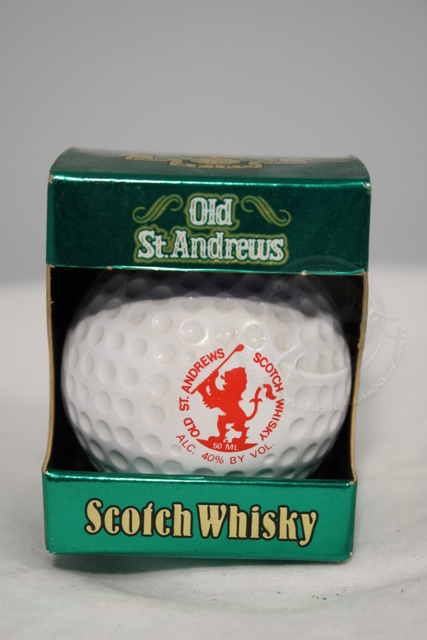 Old
St. Andrews
OLD ST. ANDREWS SCOTCH WHISKY
50 ML
ALC. 40% BY VOL.
Scotch Whisky